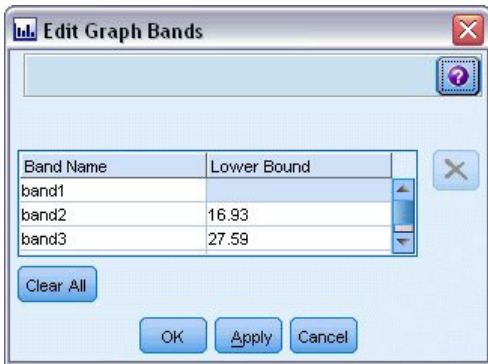 Edit Graph Bands
Band Name Lower Bound
band1
band2 16.93
band3 27.59
Clear All
OK Apply Cancel